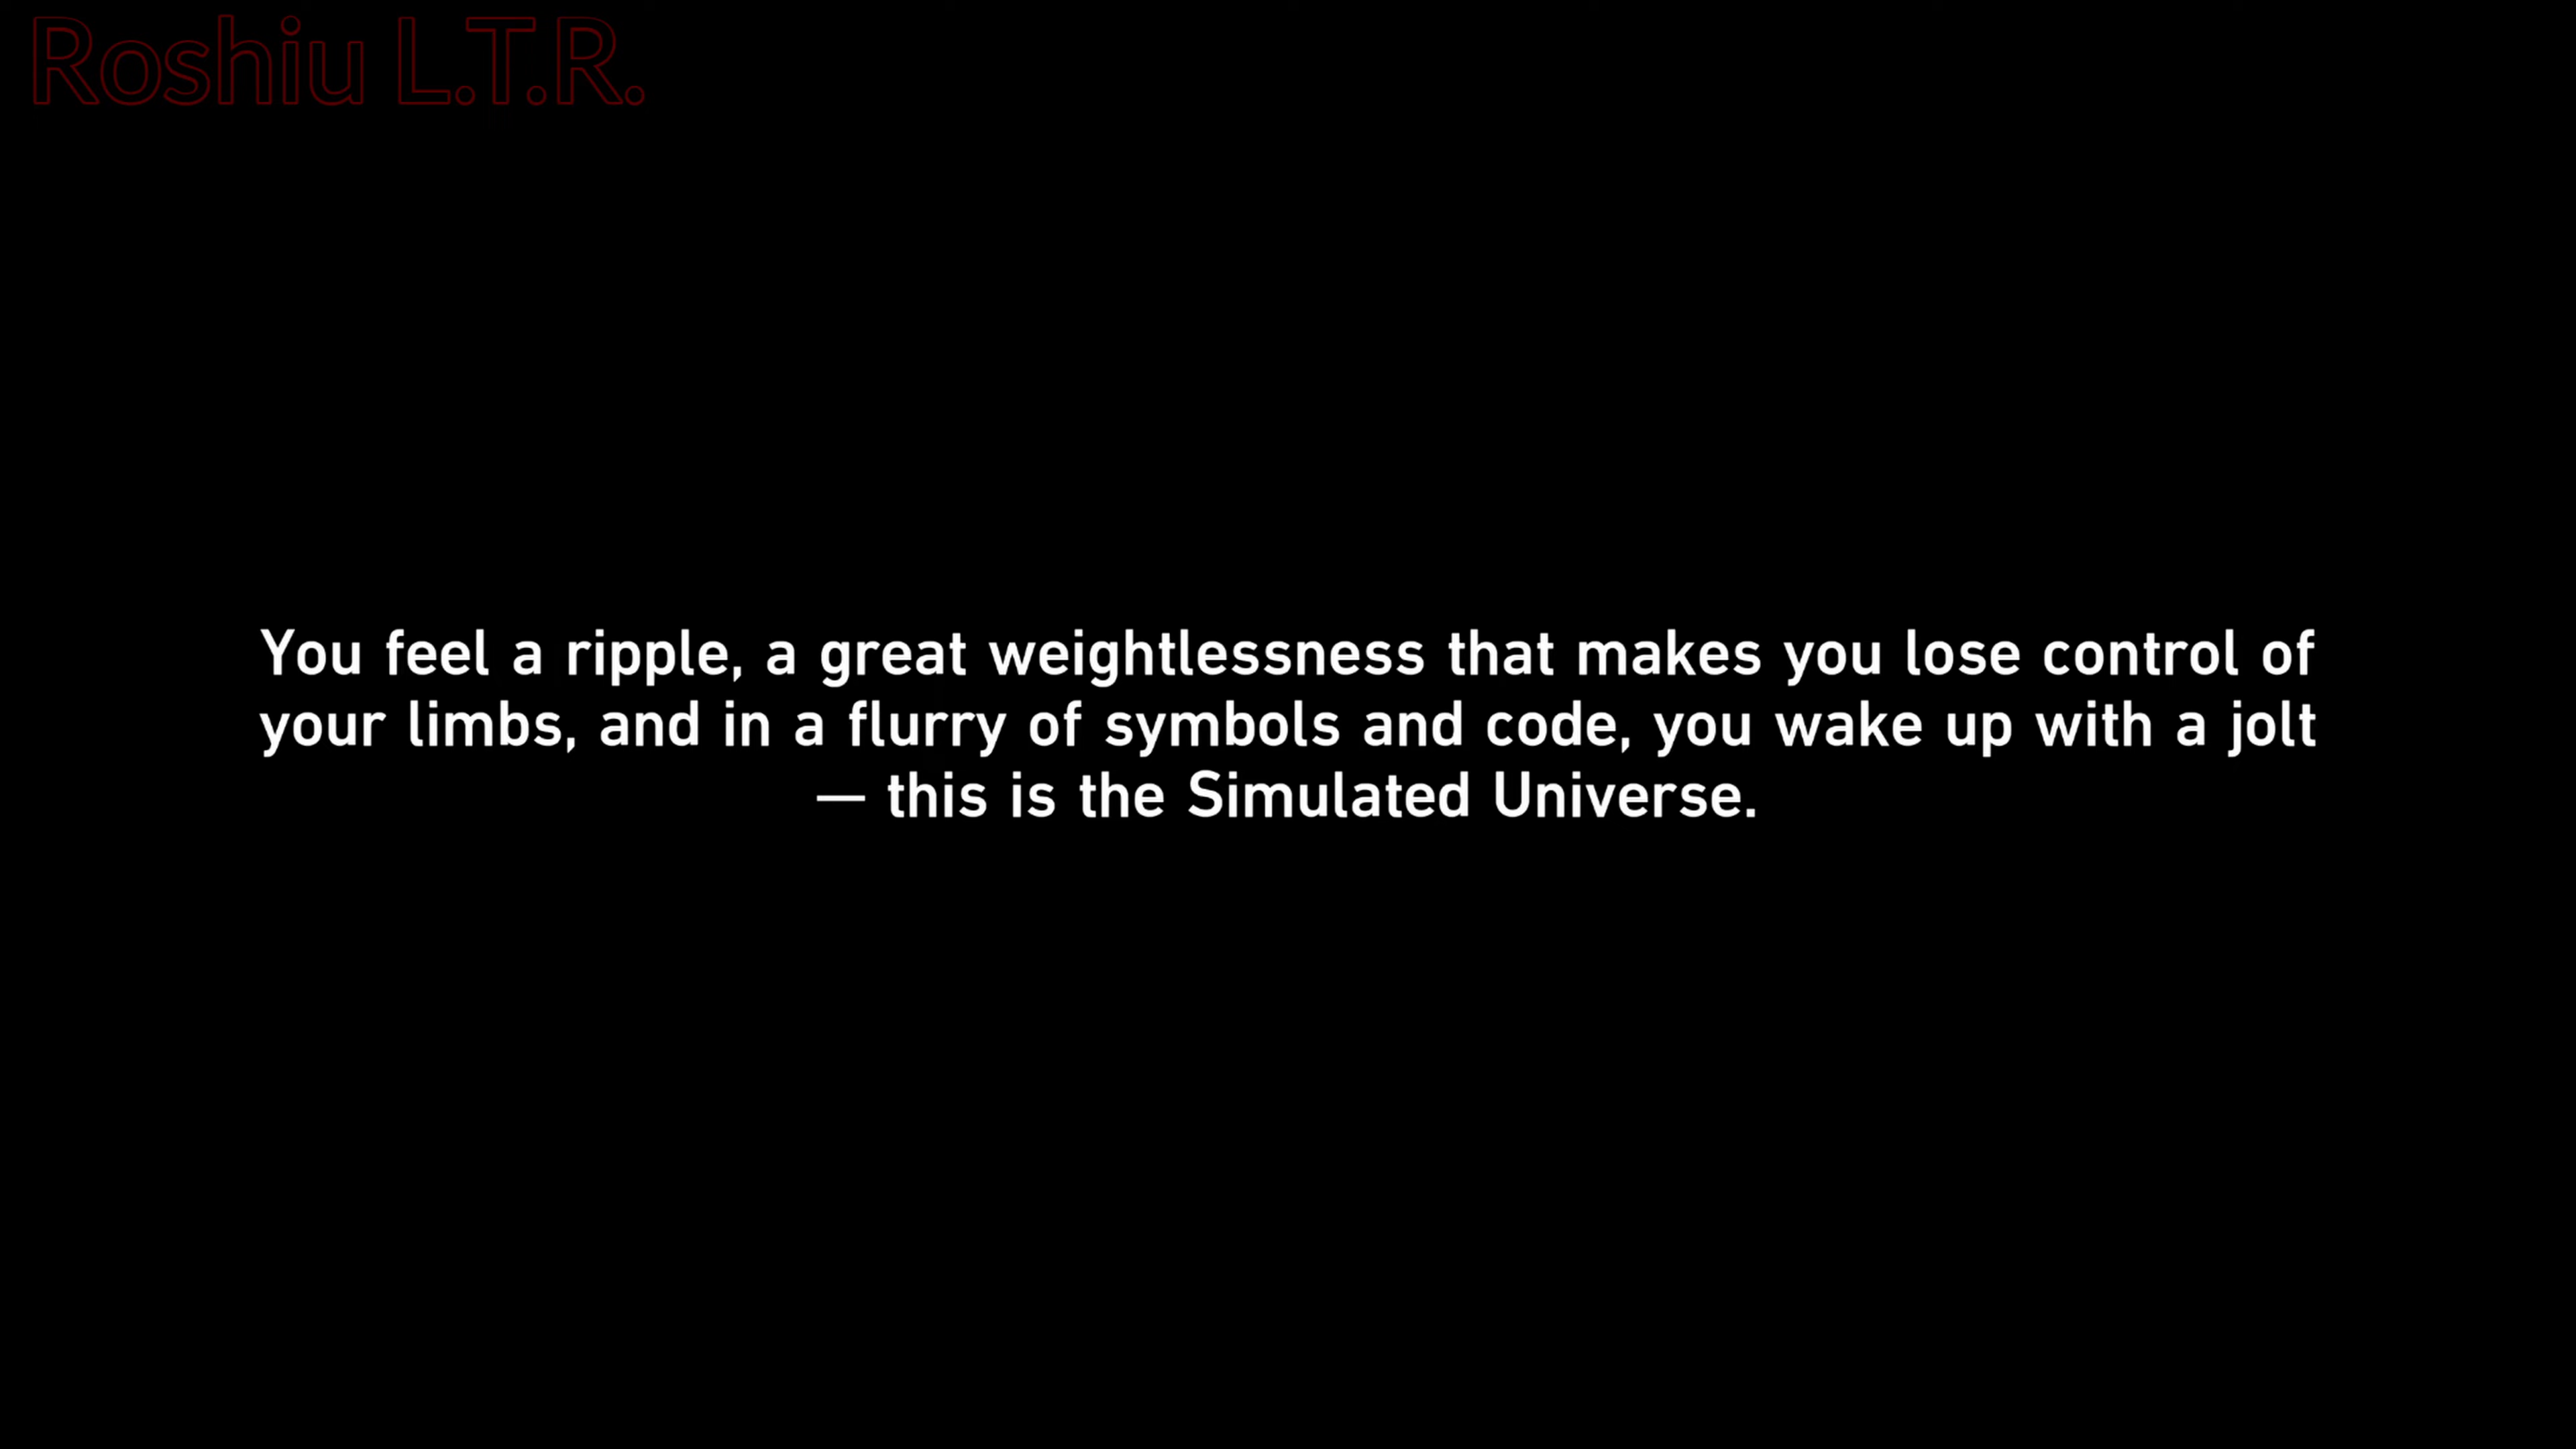 Roshiu L.T.R.
You feel a ripple, a great weightlessness that makes you lose control of
your limbs, and in a flurry of symbols and code, you wake up with a jolt
— this is the Simulated Universe.